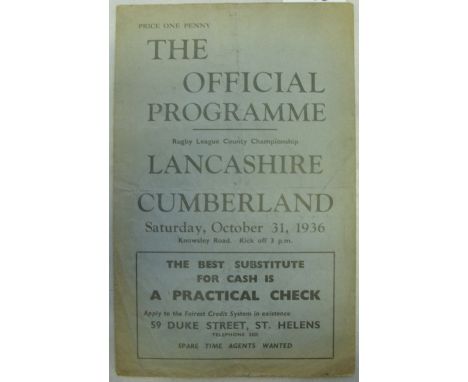 PRICE ONE PENNY
THE
OFFICIAL
PROGRAMME
Rugby League County Championship
LANCASHIRE
v
CUMBERLAND
Saturday, October 31, 1936
Knowsley Road. Kick off 3 p.m.
THE BEST SUBSTITUTE
FOR CASH IS
A PRACTICAL CHECK
Apply to the Fairest Credit System in existence
59 DUKE STREET, ST. HELENS
TELEPHONE
SPARE TIME AGENTS WANTED